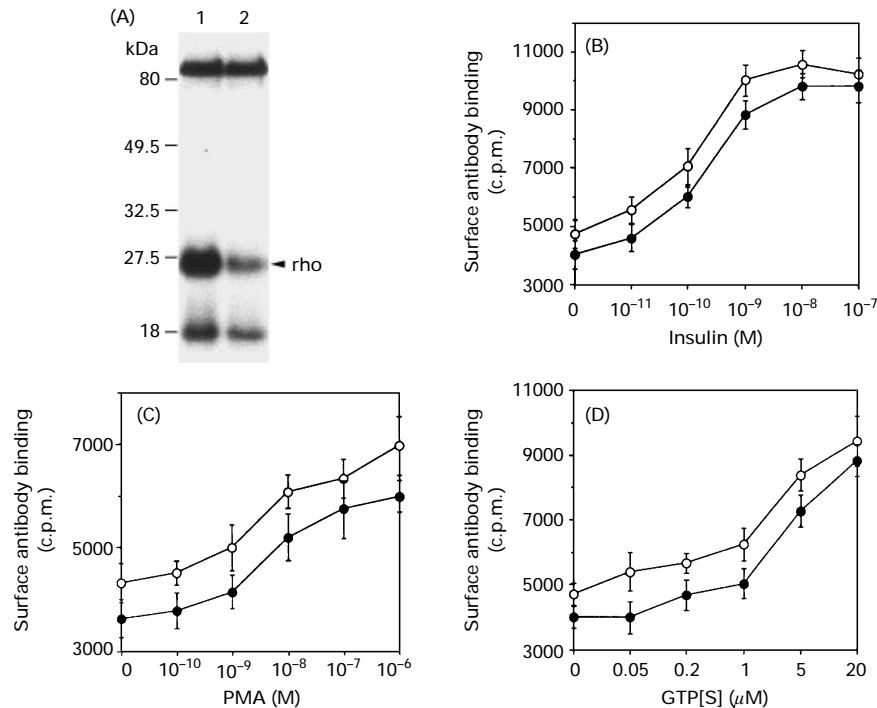 (A)
1 2
kDa
80
49.5
32.5
27.5
rho
18
(B)
Surface antibody binding
(c.p.m.)
11000
9000
7000
5000
3000
0 10⁻¹¹ 10⁻¹⁰ 10⁻⁹ 10⁻⁸ 10⁻⁷
Insulin (M)
(C)
Surface antibody binding
(c.p.m.)
7000
5000
3000
0 10⁻¹⁰ 10⁻⁹ 10⁻⁸ 10⁻⁷ 10⁻⁶
PMA (M)
(D)
Surface antibody binding
(c.p.m.)
11000
9000
7000
5000
3000
0 0.05 0.2 1 5 20
GTP[S] (μM)